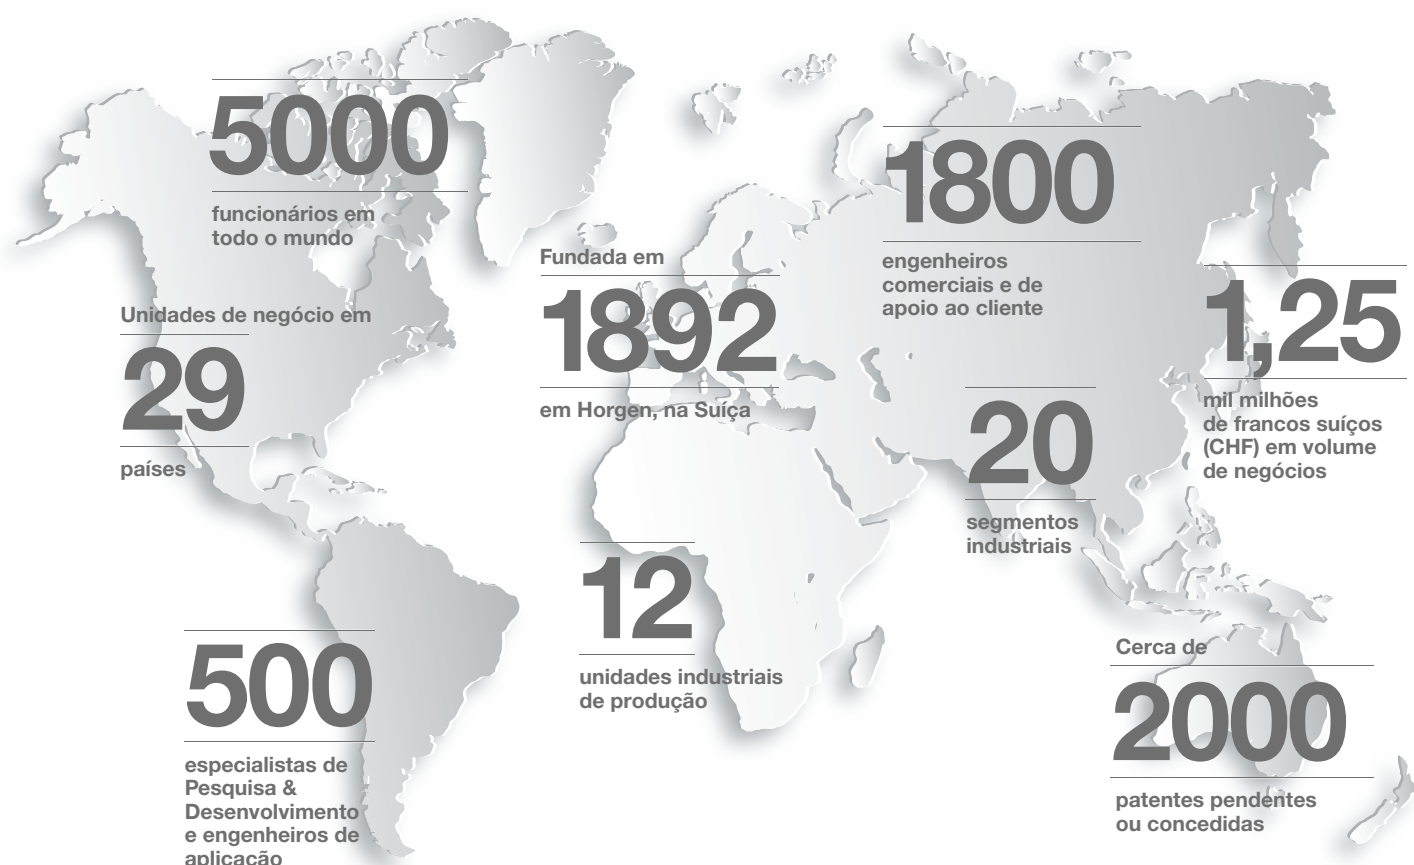 5000
funcionários em
todo o mundo
1800
engenheiros
comerciais e de
apoio ao cliente
Fundada em
1892
em Horgen, na Suíça
1,25
mil milhões
de francos suíços
(CHF) em volume
de negócios
Unidades de negócio em
29
países
20
segmentos
industriais
12
unidades industriais
de produção
500
especialistas de
Pesquisa &
Desenvolvimento
e engenheiros de
aplicação
Cerca de
2000
patentes pendentes
ou concedidas